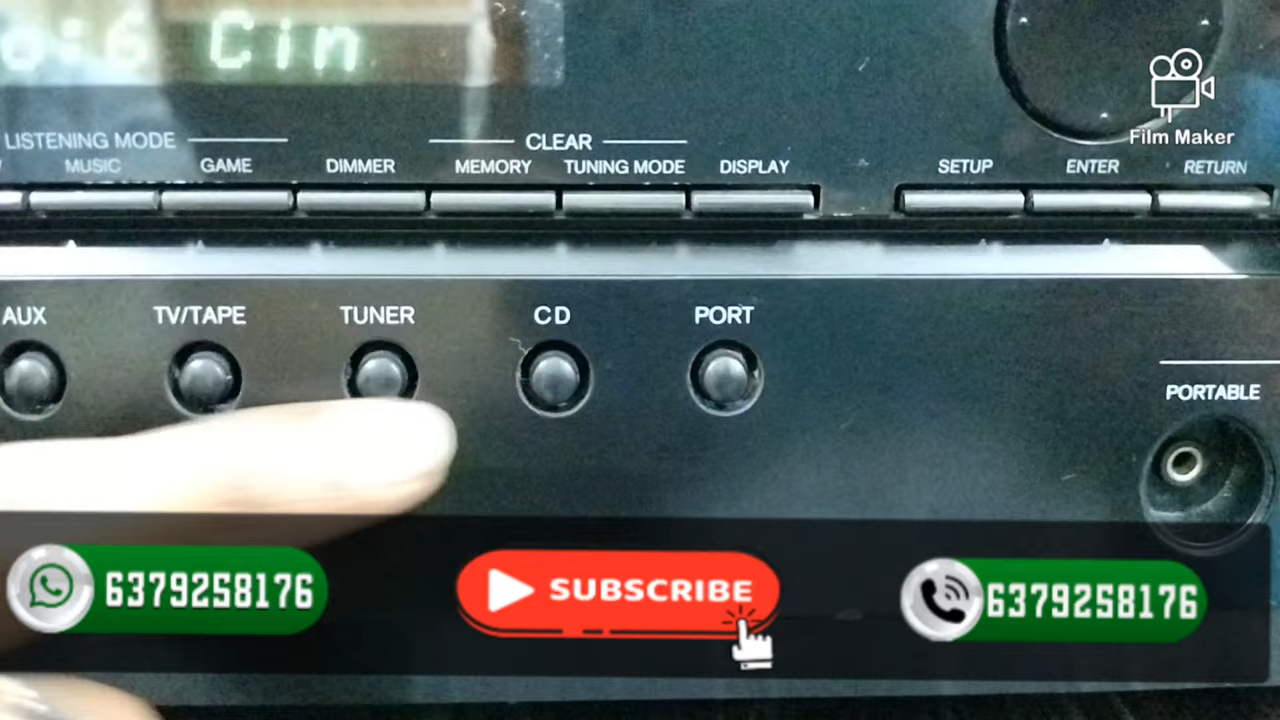 o:6 Cin
Film Maker
LISTENING MODE
CLEAR
MUSIC GAME DIMMER MEMORY TUNING MODE DISPLAY SETUP ENTER RETURN
AUX TV/TAPE TUNER CD PORT
PORTABLE
6379258176 SUBSCRIBE 6379258176